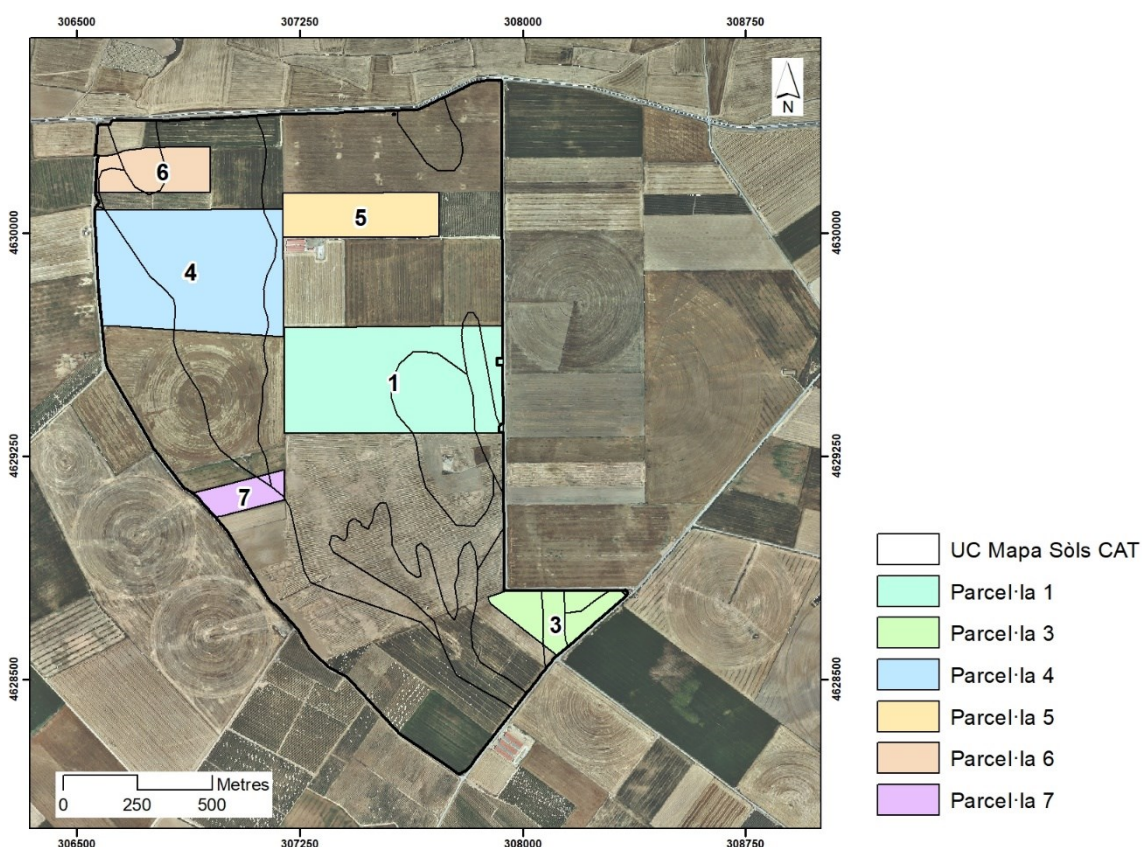 306500 307250 308000 308750
N
4630000 4630000
4629250 4629250
4628500 4628500
6
5
4
1
7
3
Metres
0 250 500
306500 307250 308000 308750
UC Mapa Sòls CAT
Parcel·la 1
Parcel·la 3
Parcel·la 4
Parcel·la 5
Parcel·la 6
Parcel·la 7